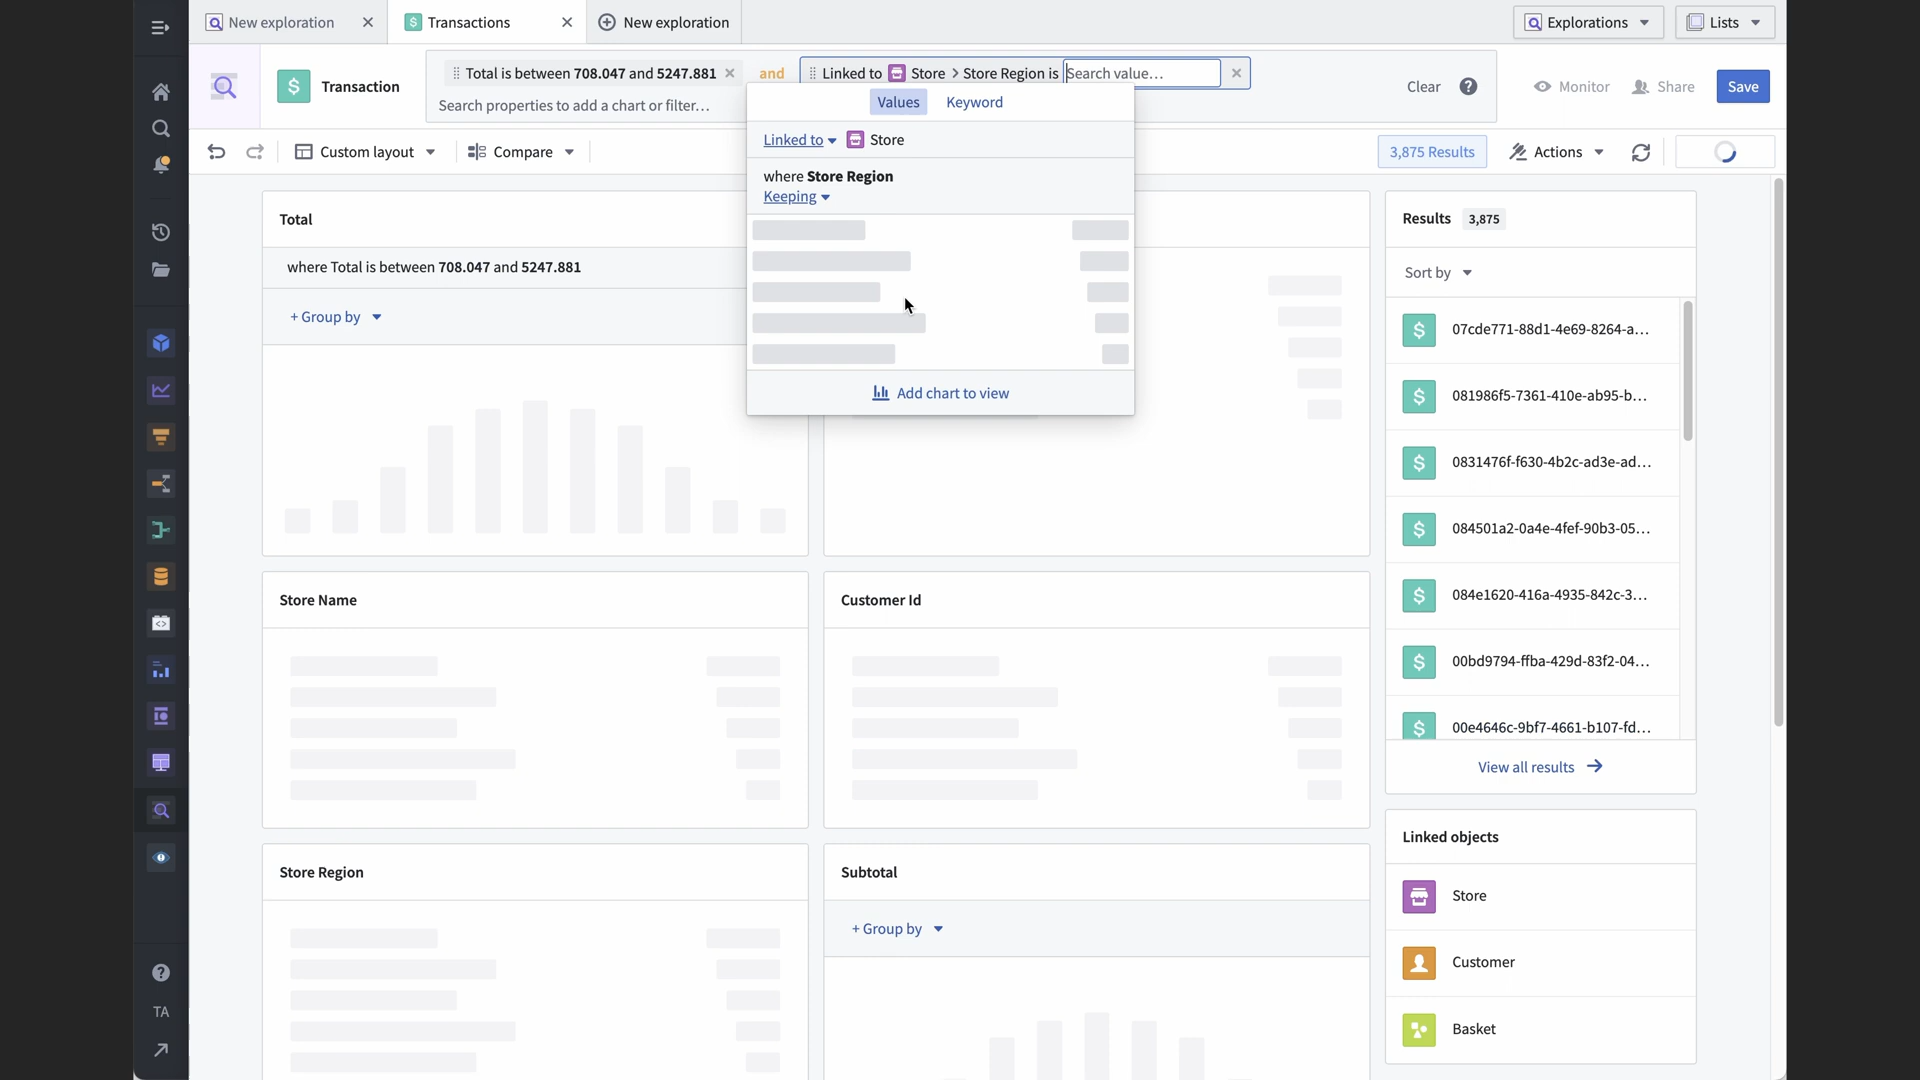 New exploration
Transactions
New exploration
Explorations
Lists
Transaction
Total is between 708.047 and 5247.881
and
Linked to Store > Store Region is
Search value...
Search properties to add a chart or filter...
Clear
Monitor
Share
Save
Custom layout
Compare
3,875 Results
Actions
Values
Keyword
Linked to Store
where Store Region
Keeping
Add chart to view
Total
where Total is between 708.047 and 5247.881
+ Group by
Store Name
Customer Id
Store Region
Subtotal
+ Group by
Results 3,875
Sort by
07cde771-88d1-4e69-8264-a...
081986f5-7361-410e-ab95-b...
0831476f-f630-4b2c-ad3e-ad...
084501a2-0a4e-4fef-90b3-05...
084e1620-416a-4935-842c-3...
00bd9794-ffba-429d-83f2-04...
00e4646c-9bf7-4661-b107-fd...
View all results
Linked objects
Store
Customer
Basket
TA